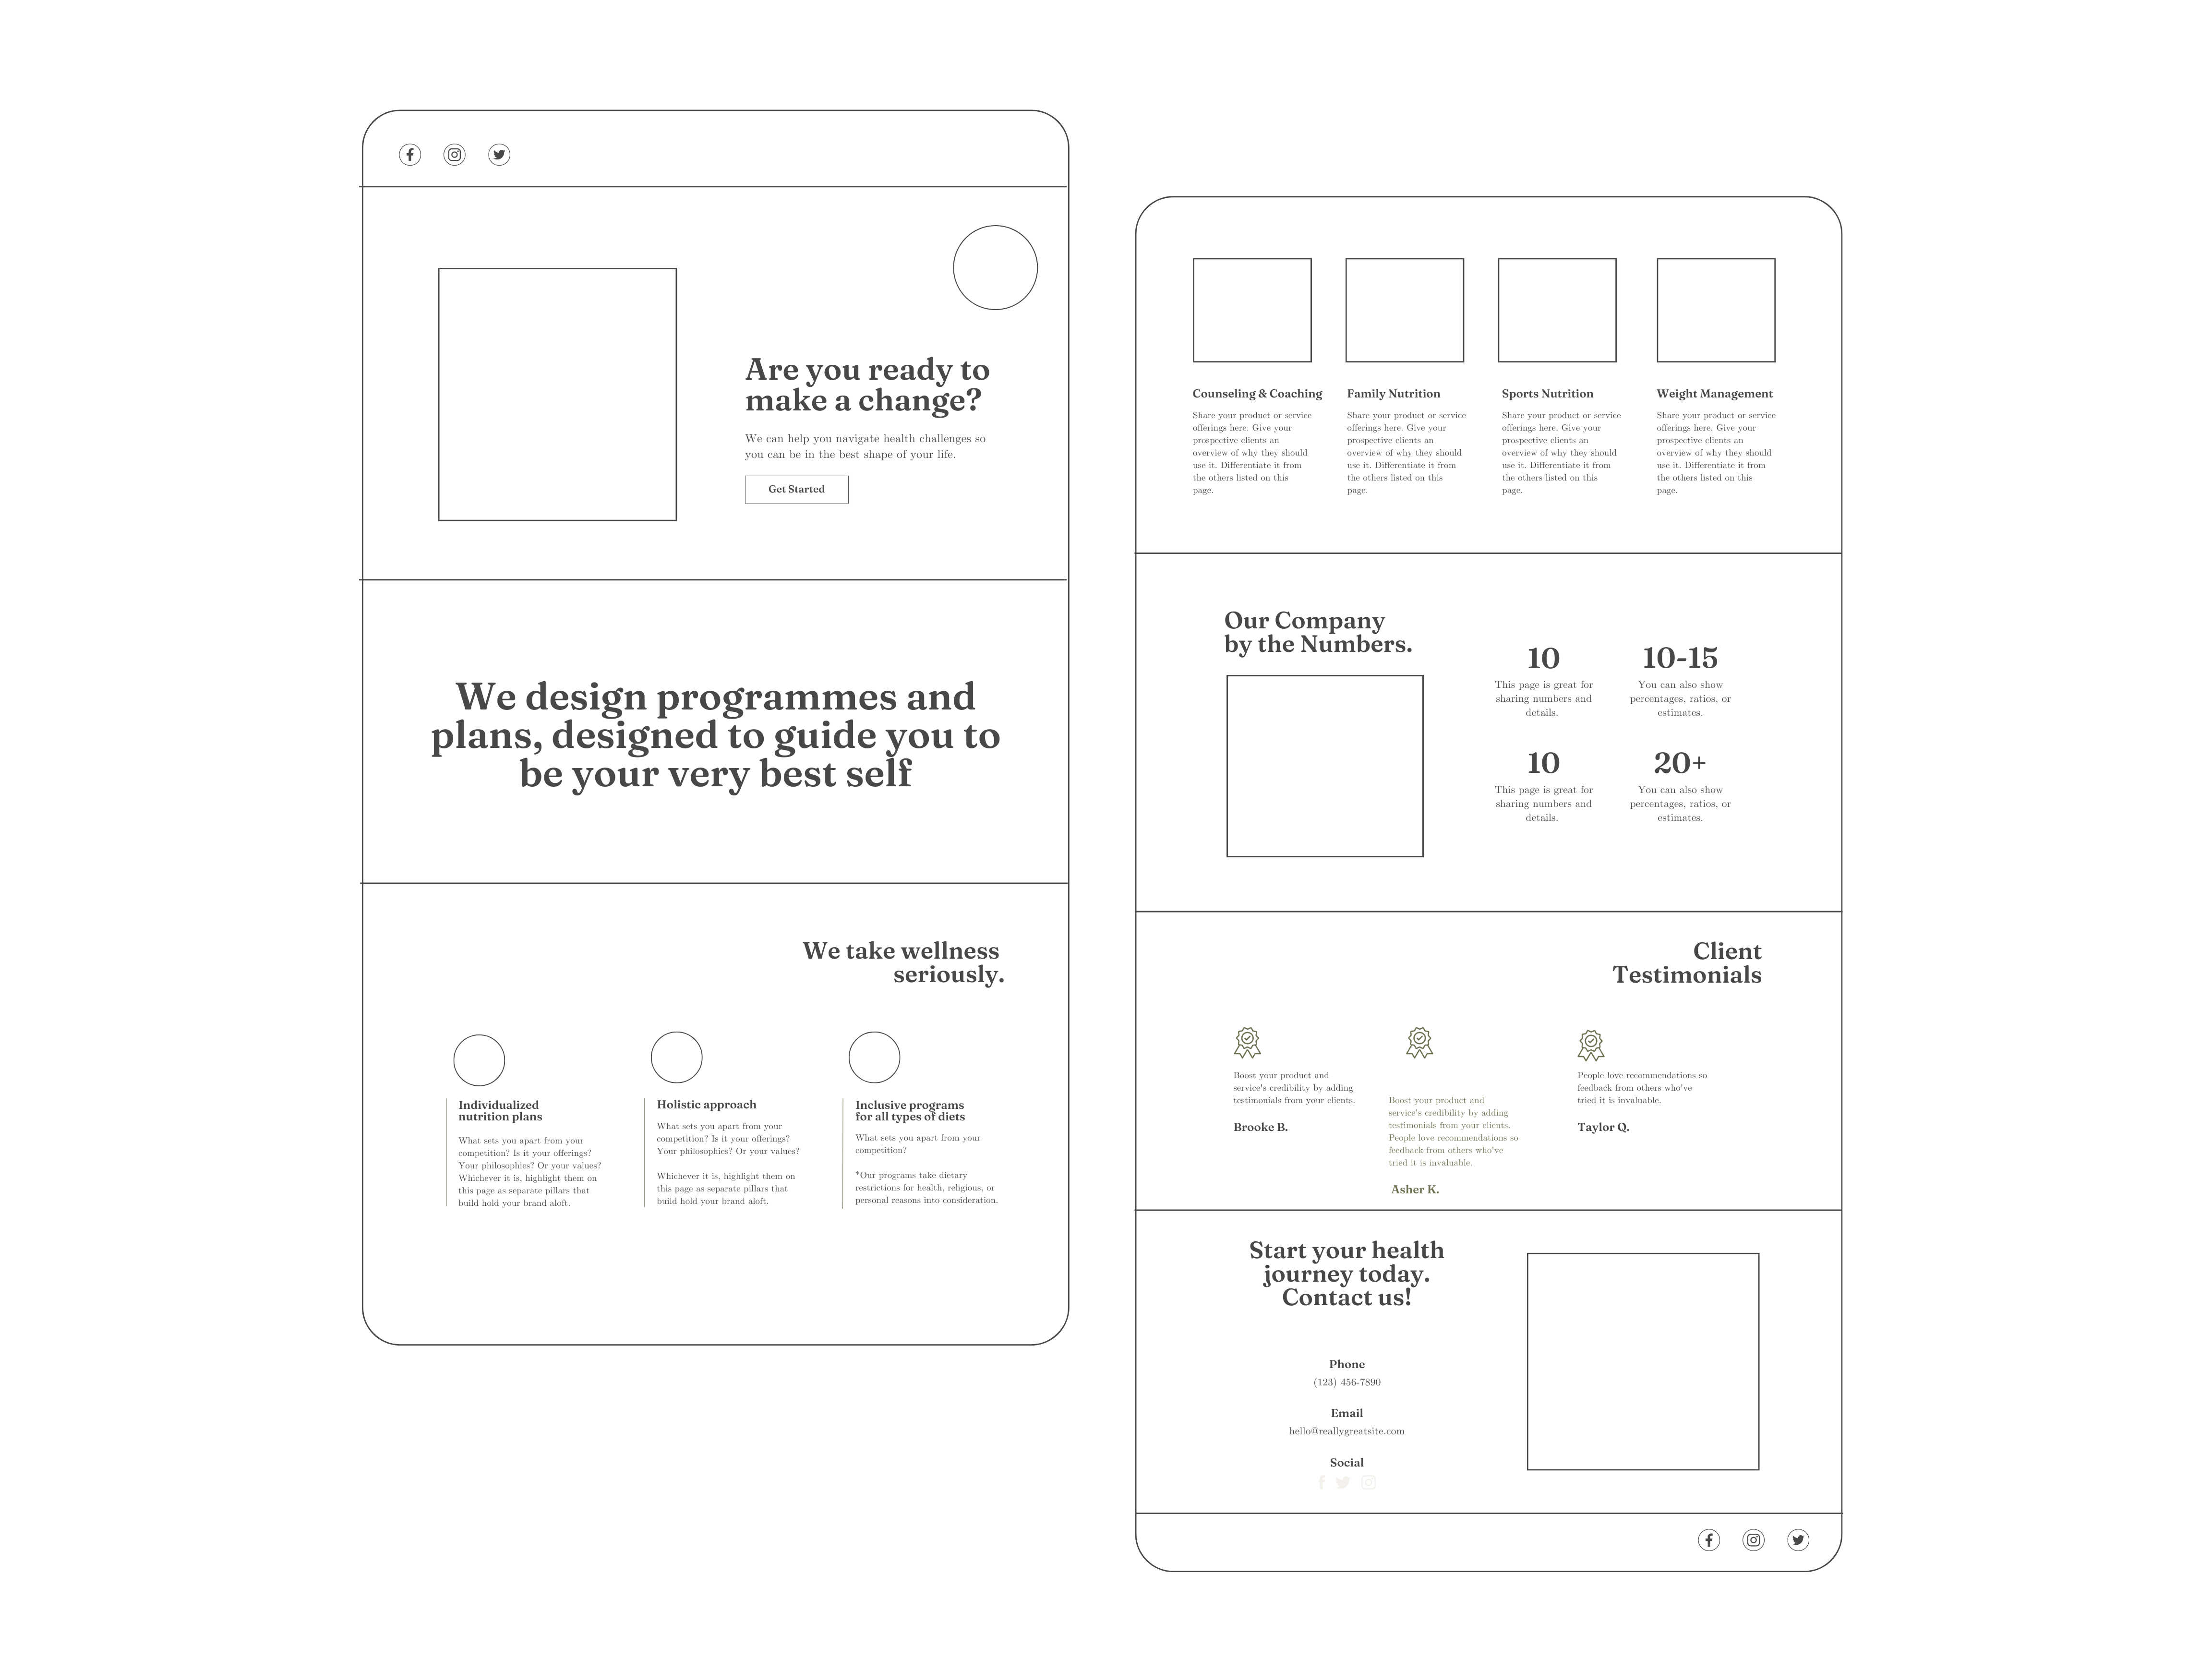 Are you ready to
make a change?
We can help you navigate health challenges so
you can be in the best shape of your life.
Get Started
We design programmes and
plans, designed to guide you to
be your very best self
We take wellness
seriously.
Individualized
nutrition plans
What sets you apart from your
competition? Is it your offerings?
Your philosophies? Or your values?
Whichever it is, highlight them on
this page as separate pillars that
build hold your brand aloft.
Holistic approach
What sets you apart from your
competition? Is it your offerings?
Your philosophies? Or your values?
Whichever it is, highlight them on
this page as separate pillars that
build hold your brand aloft.
Inclusive programs
for all types of diets
What sets you apart from your
competition?
*Our programs take dietary
restrictions for health, religious, or
personal reasons into consideration.
Counseling & Coaching
Share your product or service
offerings here. Give your
prospective clients an
overview of why they should
use it. Differentiate it from
the others listed on this
page.
Family Nutrition
Share your product or service
offerings here. Give your
prospective clients an
overview of why they should
use it. Differentiate it from
the others listed on this
page.
Sports Nutrition
Share your product or service
offerings here. Give your
prospective clients an
overview of why they should
use it. Differentiate it from
the others listed on this
page.
Weight Management
Share your product or service
offerings here. Give your
prospective clients an
overview of why they should
use it. Differentiate it from
the others listed on this
page.
Our Company
by the Numbers.
10
This page is great for
sharing numbers and
details.
10-15
You can also show
percentages, ratios, or
estimates.
10
This page is great for
sharing numbers and
details.
20+
You can also show
percentages, ratios, or
estimates.
Client
Testimonials
Boost your product and
service's credibility by adding
testimonials from your clients.
Brooke B.
Boost your product and
service's credibility by adding
testimonials from your clients.
People love recommendations so
feedback from others who've
tried it is invaluable.
Asher K.
People love recommendations so
feedback from others who've
tried it is invaluable.
Taylor Q.
Start your health
journey today.
Contact us!
Phone
(123) 456-7890
Email
hello@reallygreatsite.com
Social